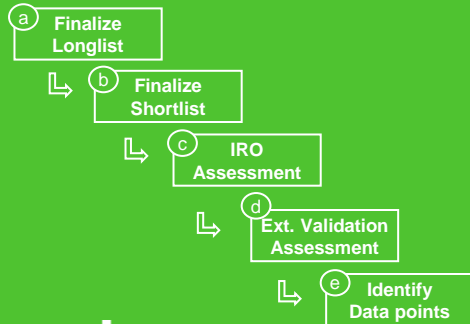 a
Finalize
Longlist
b
Finalize
Shortlist
c
IRO
Assessment
d
Ext. Validation
Assessment
e
Identify
Data points